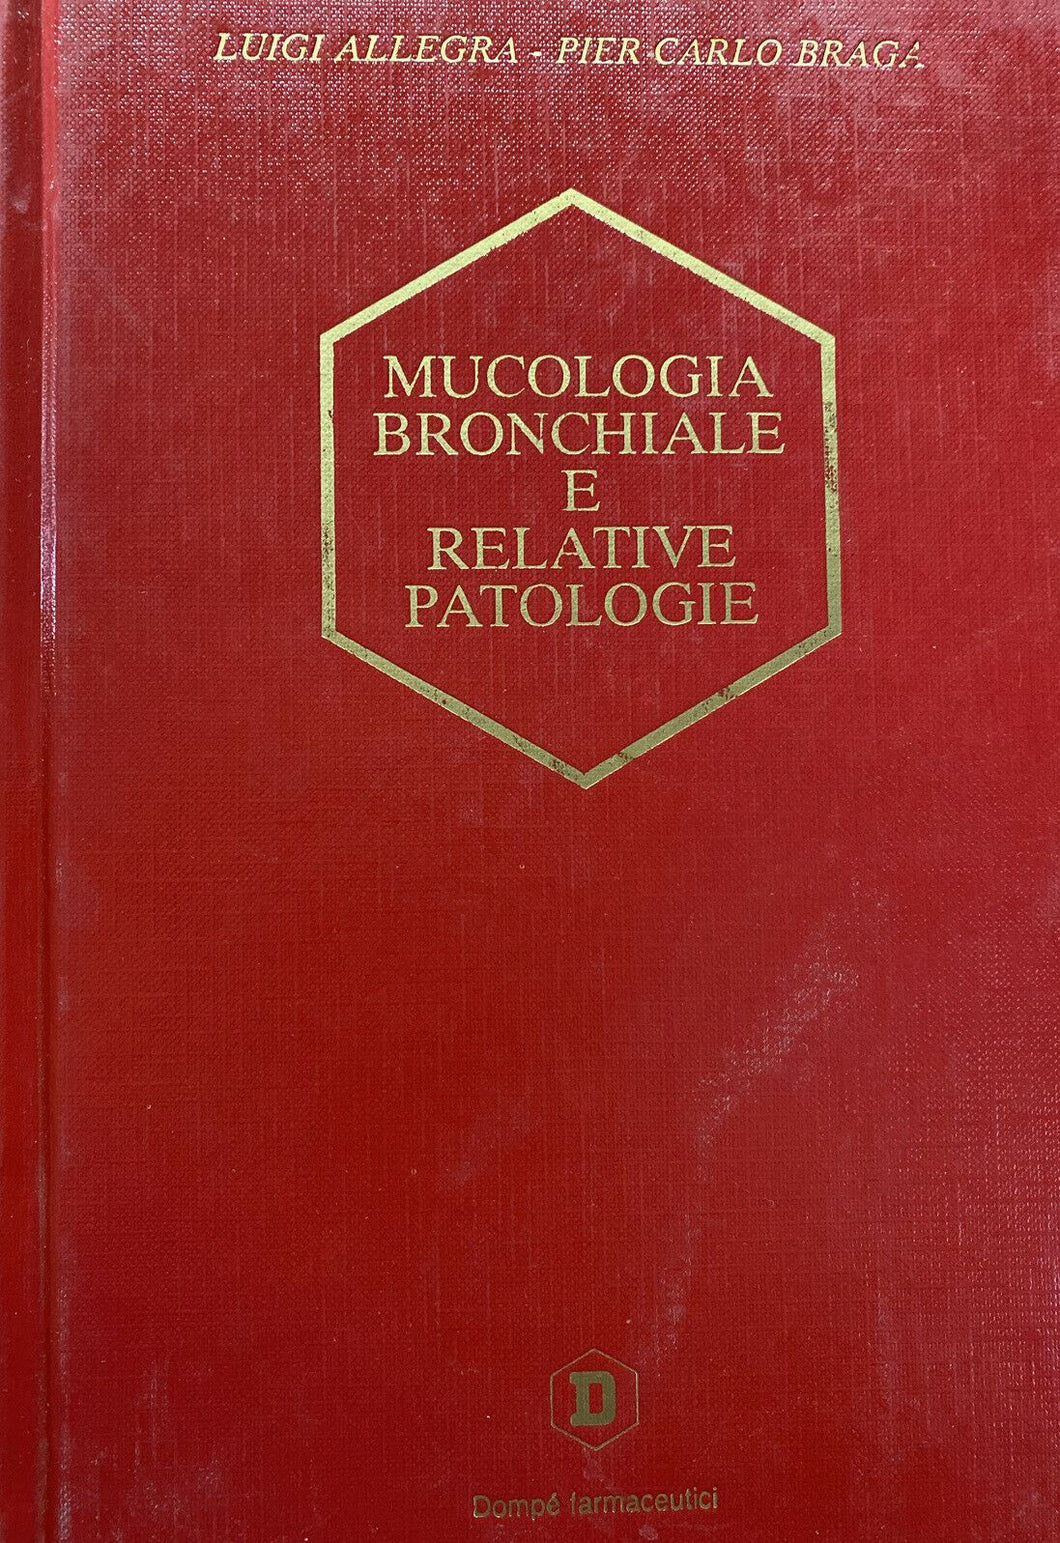 LUIGI ALLEGRA - PIER CARLO BRAGA
MUCOLOGIA
BRONCHIALE
E
RELATIVE
PATOLOGIE
D
Dompé farmaceutici